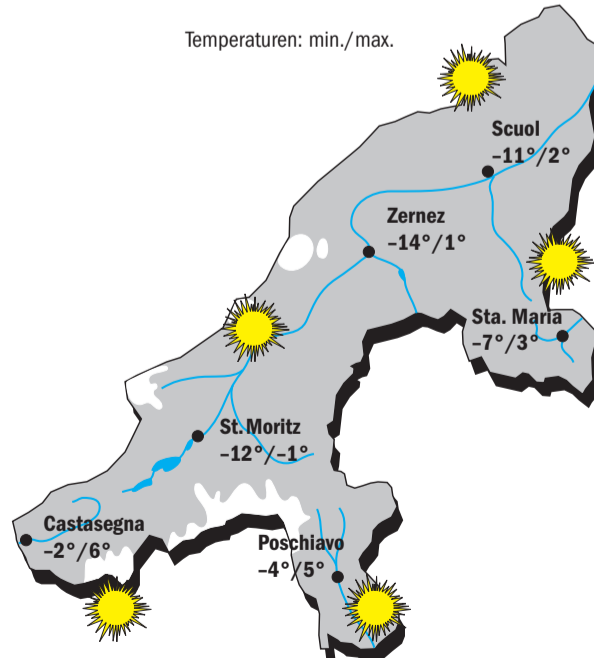 Temperaturen: min./max.
Scuol
–11°/2°
Zernez
–14°/1°
Sta. Maria
–7°/3°
St. Moritz
–12°/–1°
Castasegna
–2°/6°
Poschiavo
–4°/5°